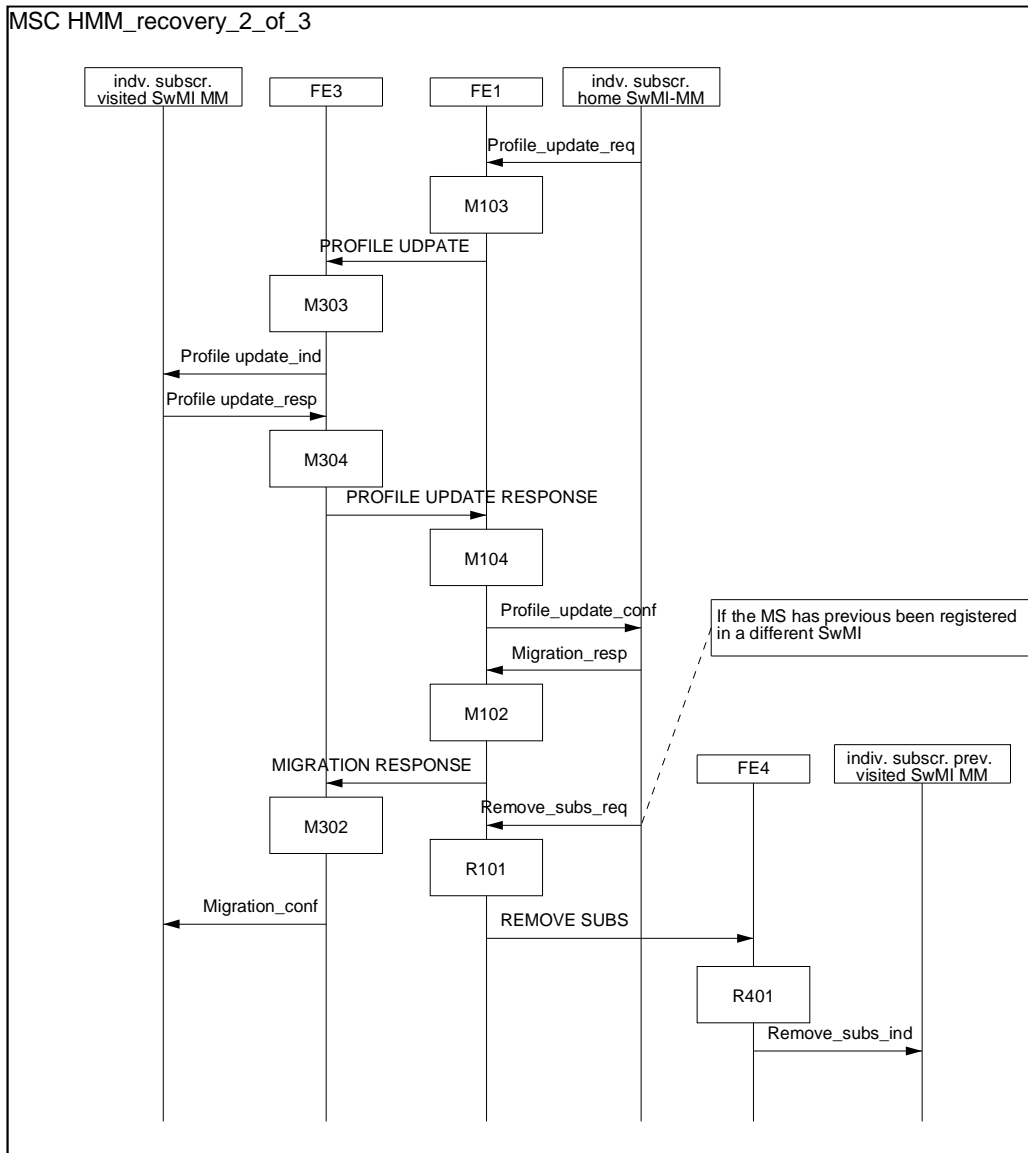 MSC HMM_recovery_2_of_3
indv. subscr.
visited SwMI MM
FE3
FE1
indv. subscr.
home SwMI-MM
Profile_update_req
M103
PROFILE UDPATE
M303
Profile update_ind
Profile update_resp
M304
PROFILE UPDATE RESPONSE
M104
Profile_update_conf
If the MS has previous been registered
in a different SwMI
Migration_resp
M102
FE4
indiv. subscr. prev.
visited SwMI MM
MIGRATION RESPONSE
Remove_subs_req
M302
R101
Migration_conf
REMOVE SUBS
R401
Remove_subs_ind